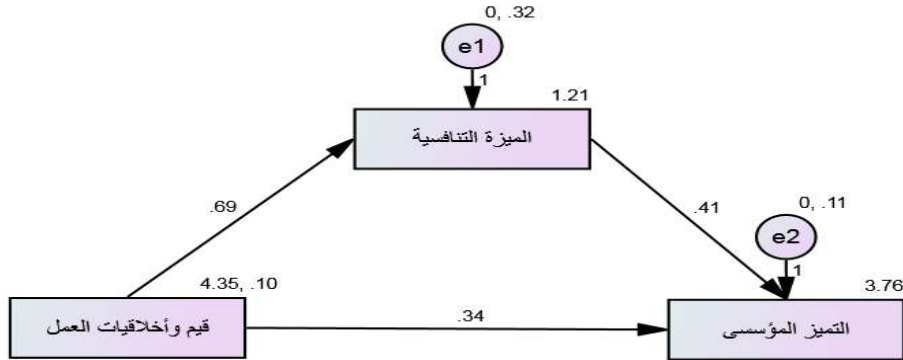 0, .32
e1
1
1.21
الميزة التنافسية
.69
.41
0, .11
e2
1
4.35, .10
3.76
قيم وأخلاقيات العمل
.34
التميز المؤسسى